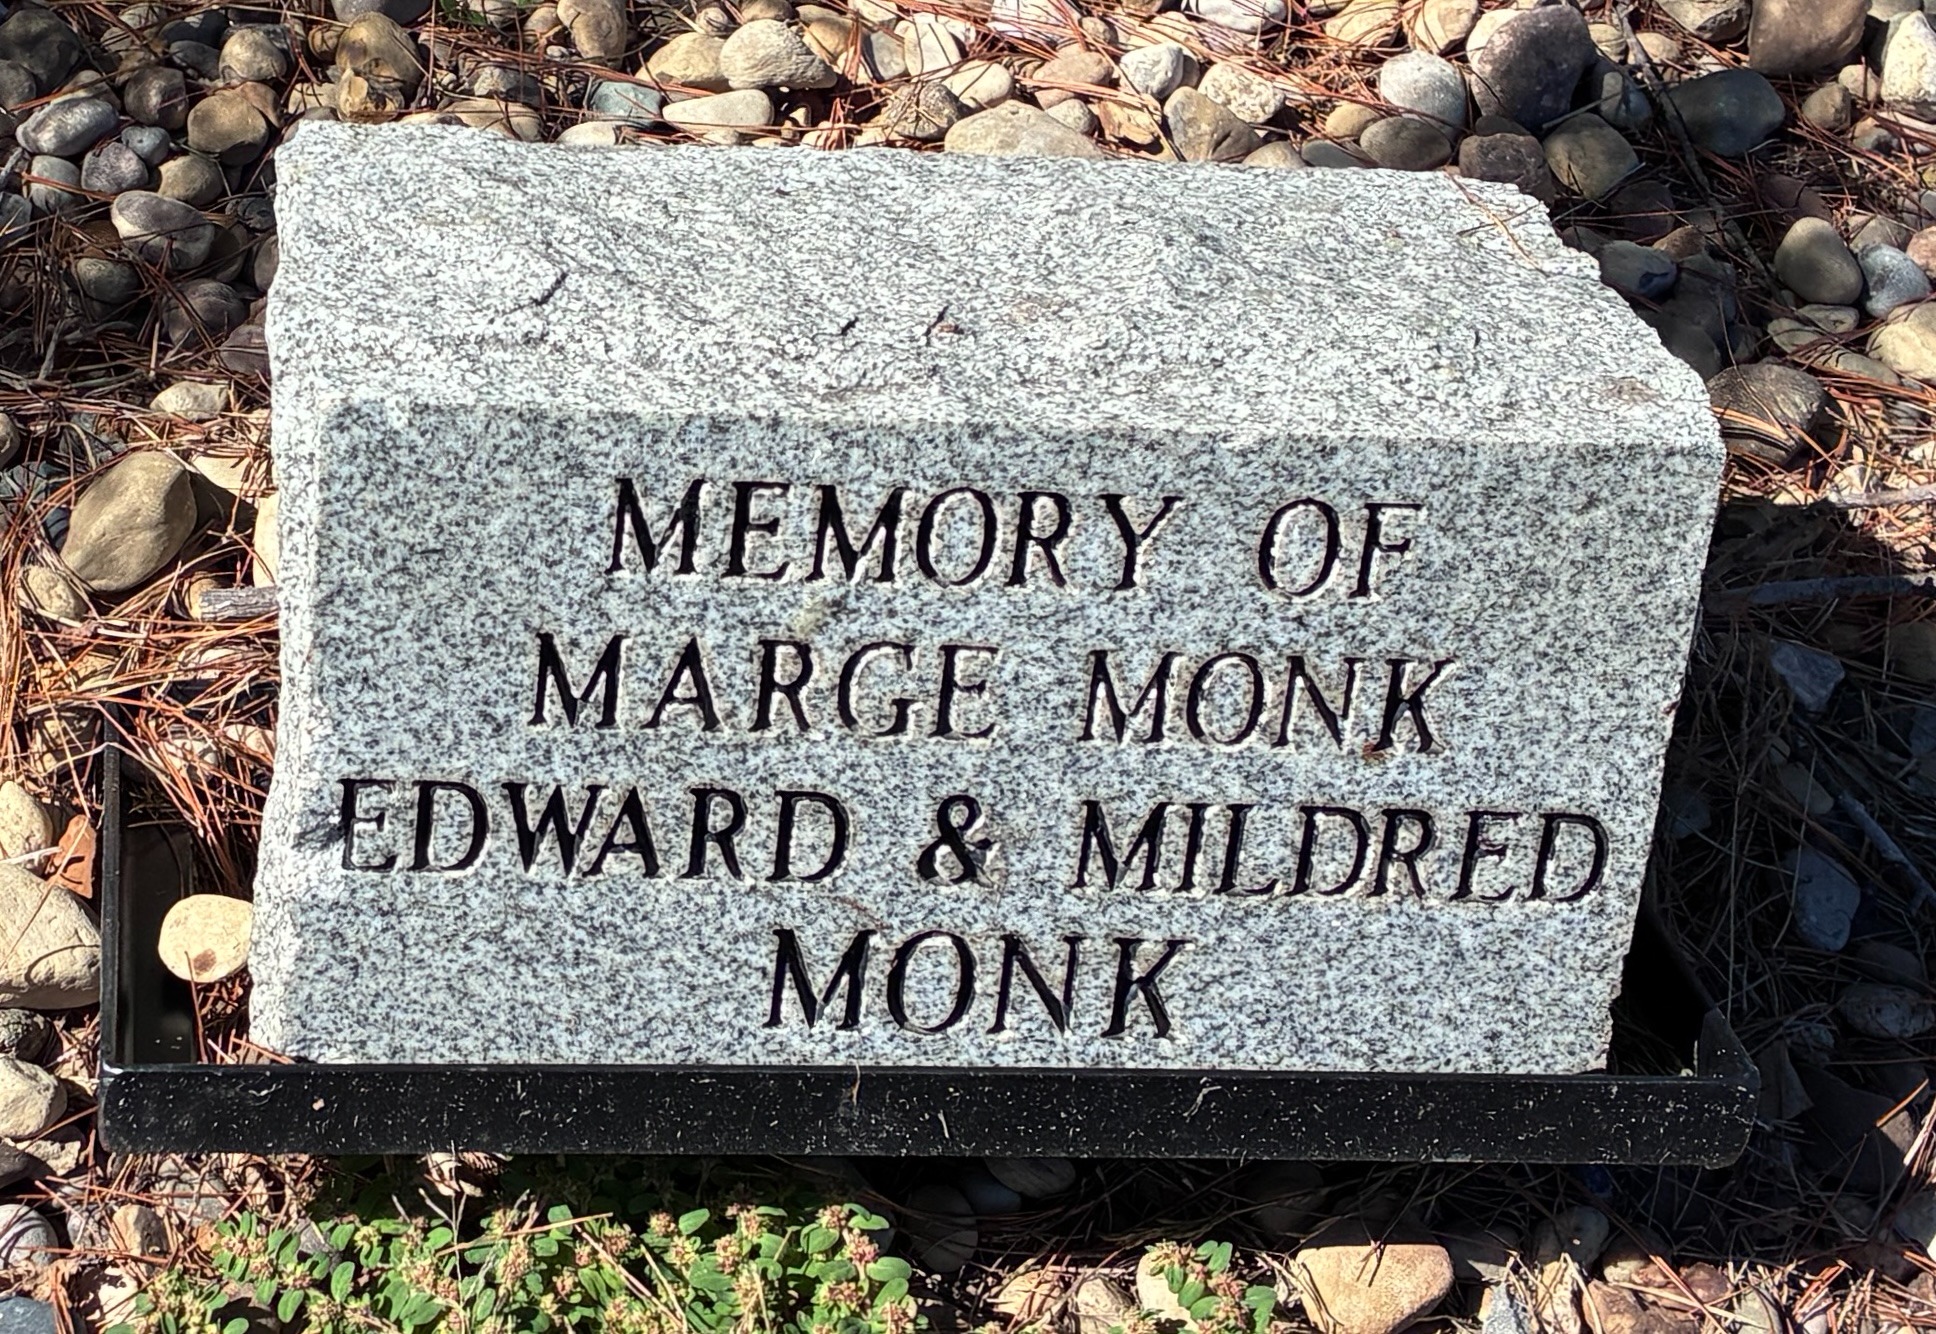 MEMORY OF
MARGE MONK
EDWARD & MILDRED
MONK